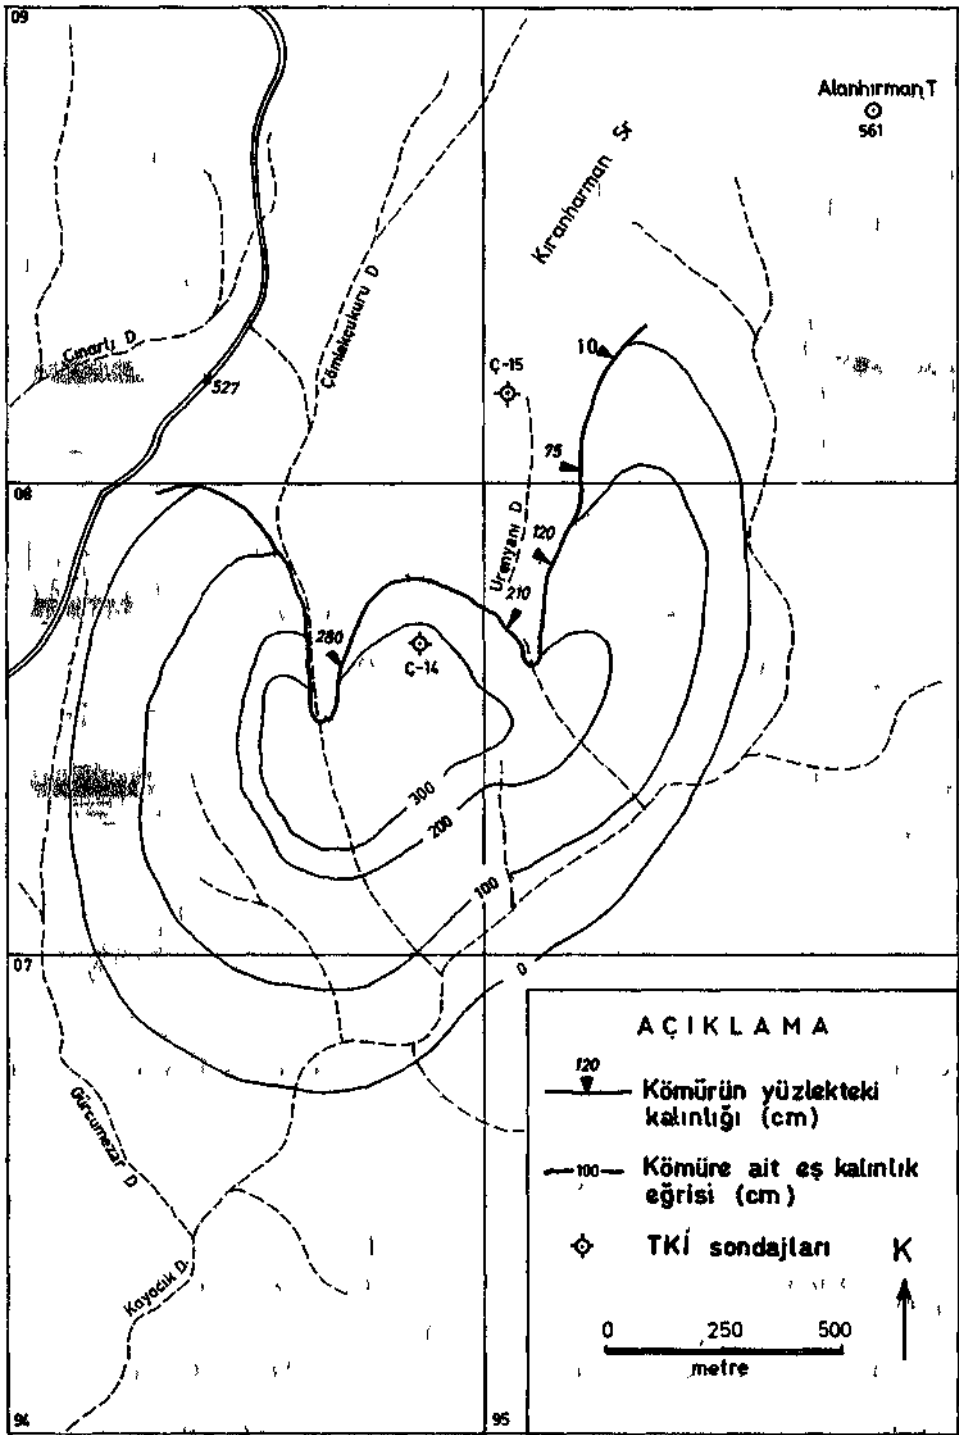 09
Alanhırman T
561
Kıranharman Sr
Çömlekçukuru D
Çınarlı D
527
10
Ç-15
75
08
120
Urenyanı D
210
280
Ç-14
300
200
100
07
0
Gürcumezar D
Kayacık D.
94
95
AÇIKLAMA
120
Kömürün yüzlekteki
kalınlığı (cm)
100
Kömüre ait eş kalınlık
eğrisi (cm)
TKİ sondajları
K
0 250 500
metre